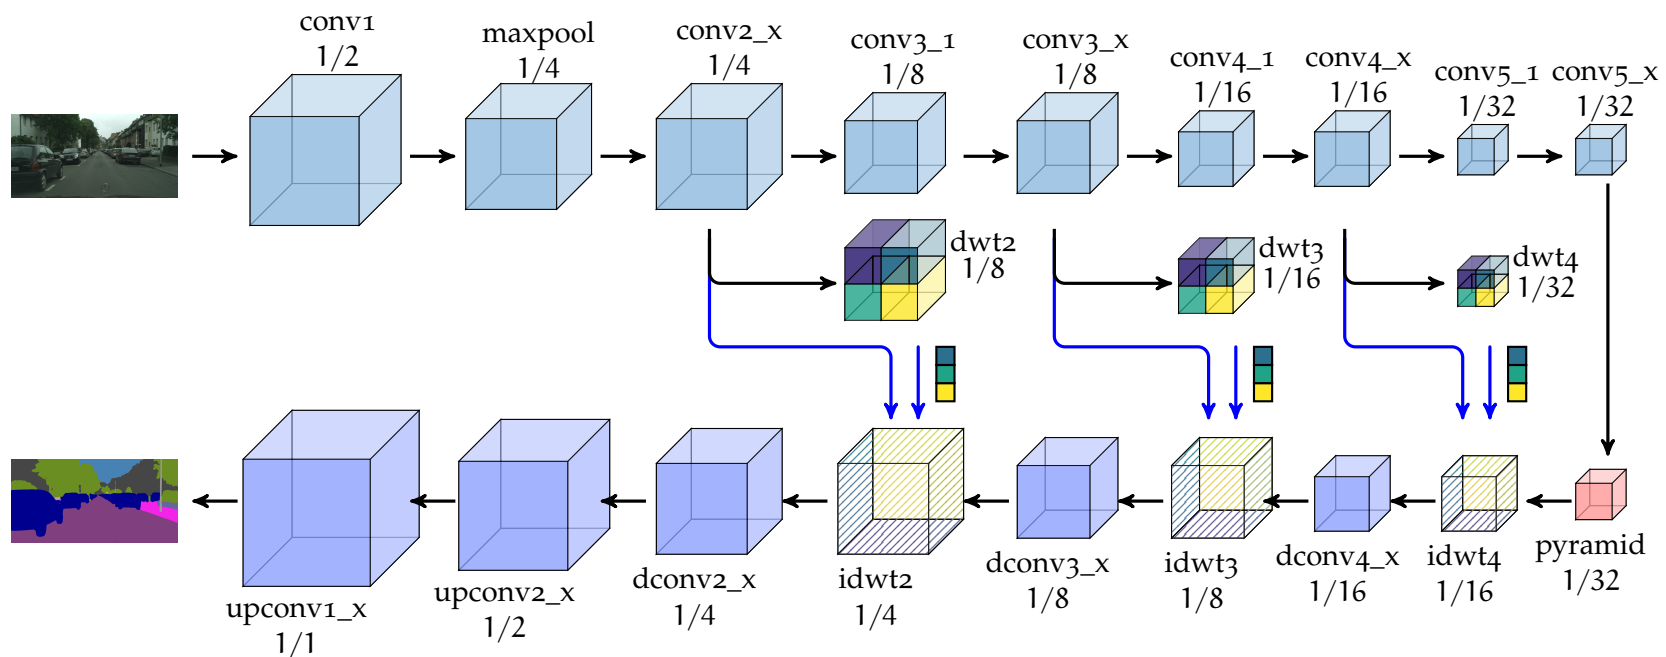 conv1
1/2
maxpool
1/4
conv2_x
1/4
conv3_1
1/8
conv3_x
1/8
conv4_1
1/16
conv4_x
1/16
conv5_1
1/32
conv5_x
1/32
dwt2
1/8
dwt3
1/16
dwt4
1/32
upconv1_x
1/1
upconv2_x
1/2
dconv2_x
1/4
idwt2
1/4
dconv3_x
1/8
idwt3
1/8
dconv4_x
1/16
idwt4
1/16
pyramid
1/32